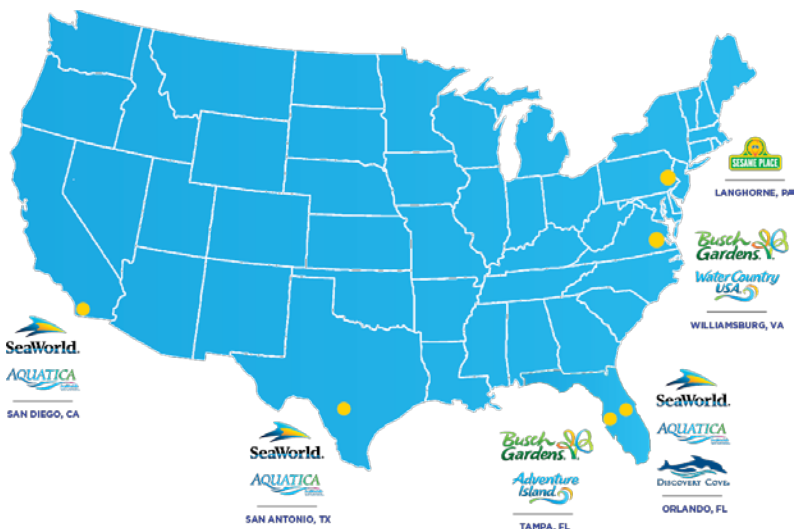 SESAME PLACE
LANGHORNE, PA
Busch
Gardens.
Water Country
USA.
WILLIAMSBURG, VA
SeaWorld.
AQUATICA
SAN DIEGO, CA
SeaWorld.
AQUATICA
SAN ANTONIO, TX
Busch
Gardens.
Adventure
Island.
TAMPA, FL
SeaWorld.
AQUATICA
DISCOVERY COVE.
ORLANDO, FL